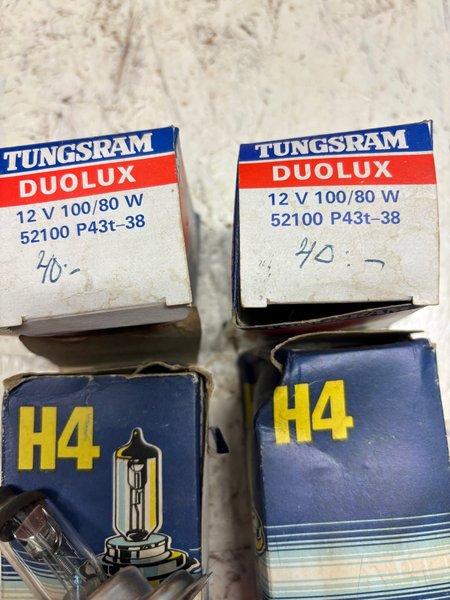 TUNGSRAM
DUOLUX
12 V 100/80 W
52100 P43t-38
40:-
TUNGSRAM
DUOLUX
12 V 100/80 W
52100 P43t-38
40:-
H4
H4